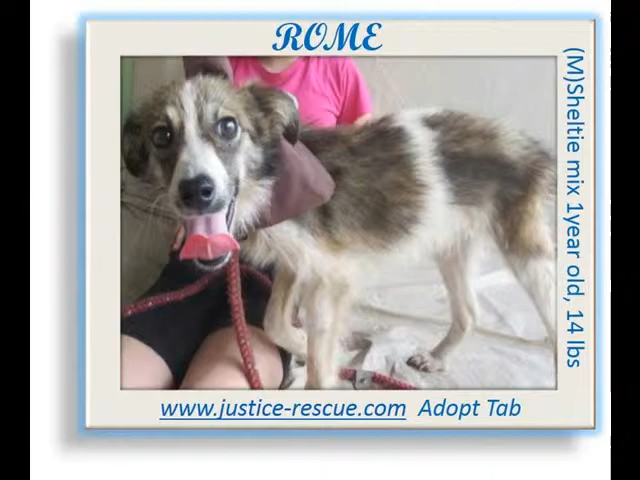 ROME
(M)Sheltie mix 1year old, 14 lbs
www.justice-rescue.com Adopt Tab